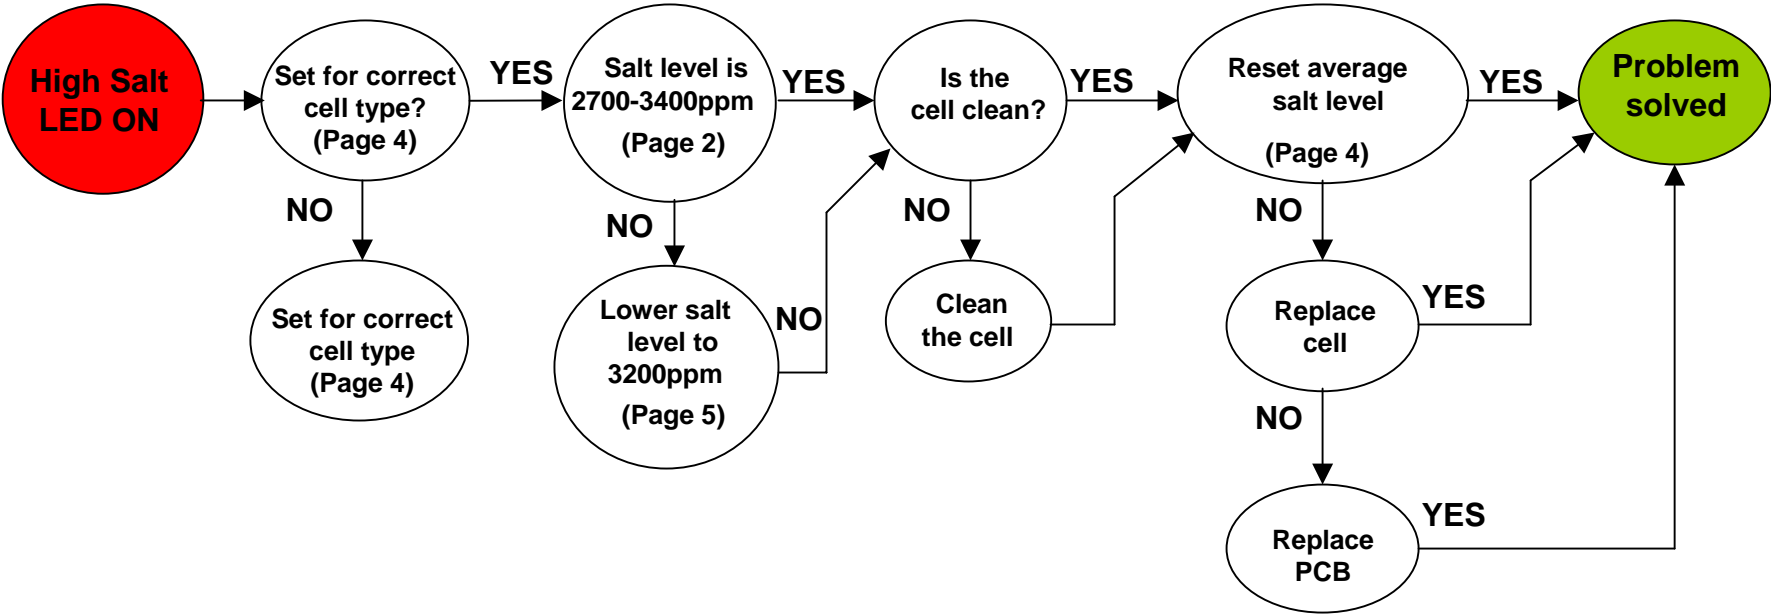 High Salt
LED ON
Set for correct
cell type?
(Page 4)
YES
Salt level is
2700-3400ppm
(Page 2)
YES
Is the
cell clean?
YES
Reset average
salt level
(Page 4)
YES
Problem
solved
NO
NO
NO
NO
Set for correct
cell type
(Page 4)
Lower salt
level to
3200ppm
(Page 5)
NO
Clean
the cell
Replace
cell
YES
NO
Replace
PCB
YES